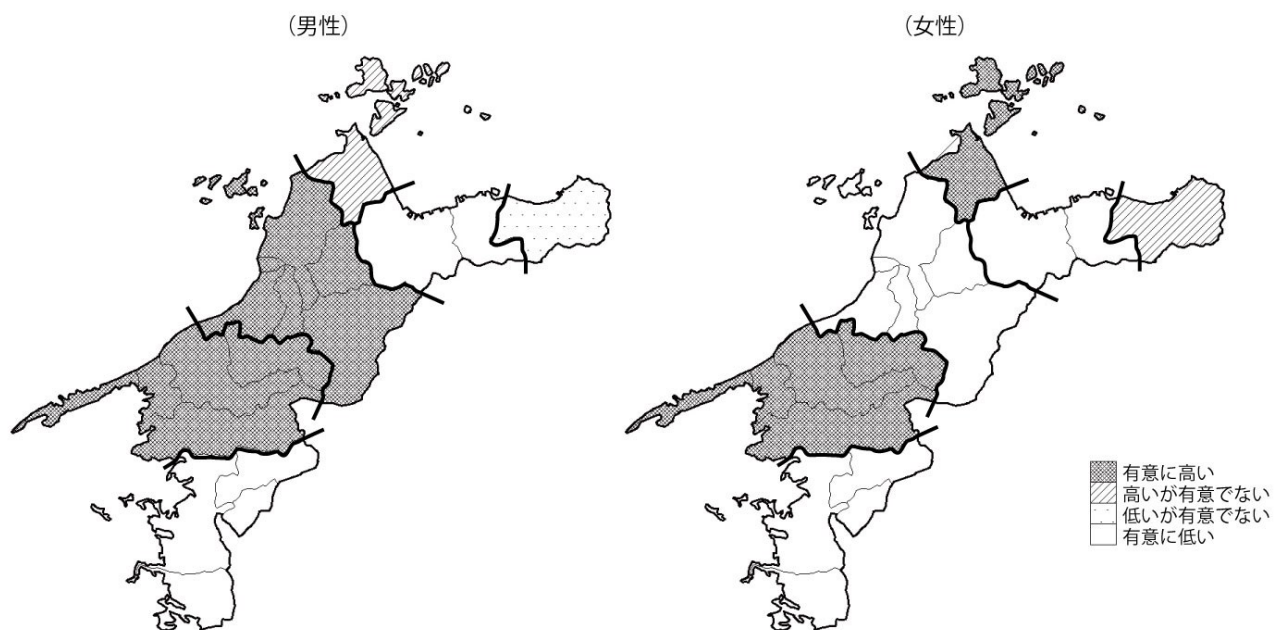 （男性）
（女性）
有意に高い
高いが有意でない
低いが有意でない
有意に低い